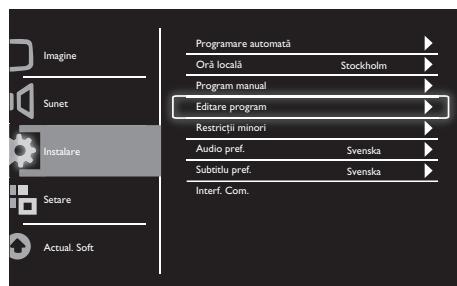 Imagine
Sunet
Instalare
Setare
Actual. Soft
Programare automată
Oră locală Stockholm
Program manual
Editare program
Restricții minori
Audio pref. Svenska
Subtitlu pref. Svenska
Interf. Com.